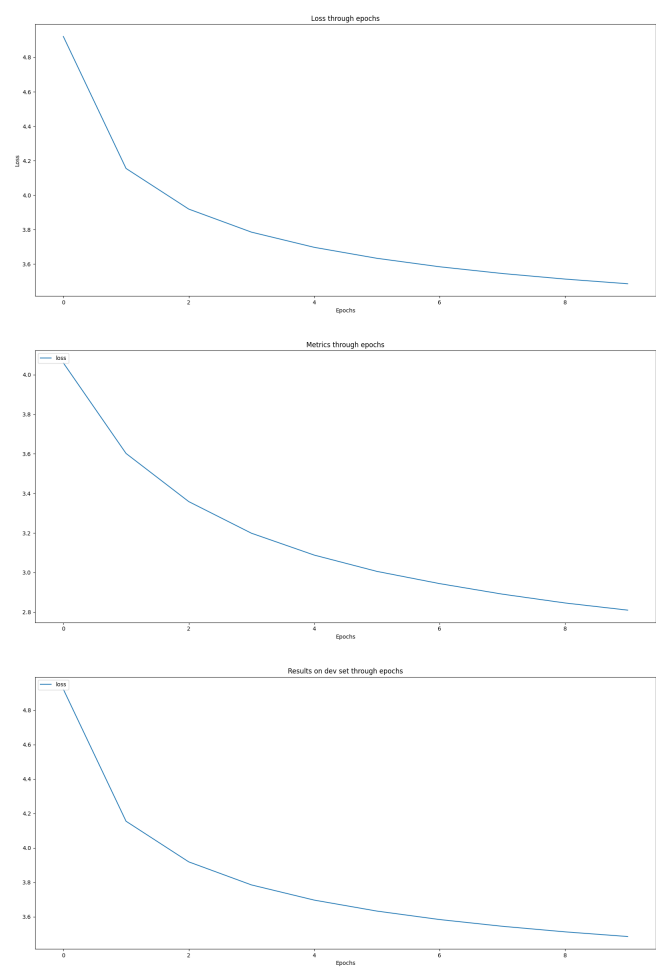 Loss through epochs
4.8
4.6
4.4
4.2
4.0
3.8
3.6
Loss
0 2 4 6 8
Epochs
Metrics through epochs
loss
4.0
3.8
3.6
3.4
3.2
3.0
2.8
0 2 4 6 8
Epochs
Results on dev set through epochs
loss
4.8
4.6
4.4
4.2
4.0
3.8
3.6
0 2 4 6 8
Epochs